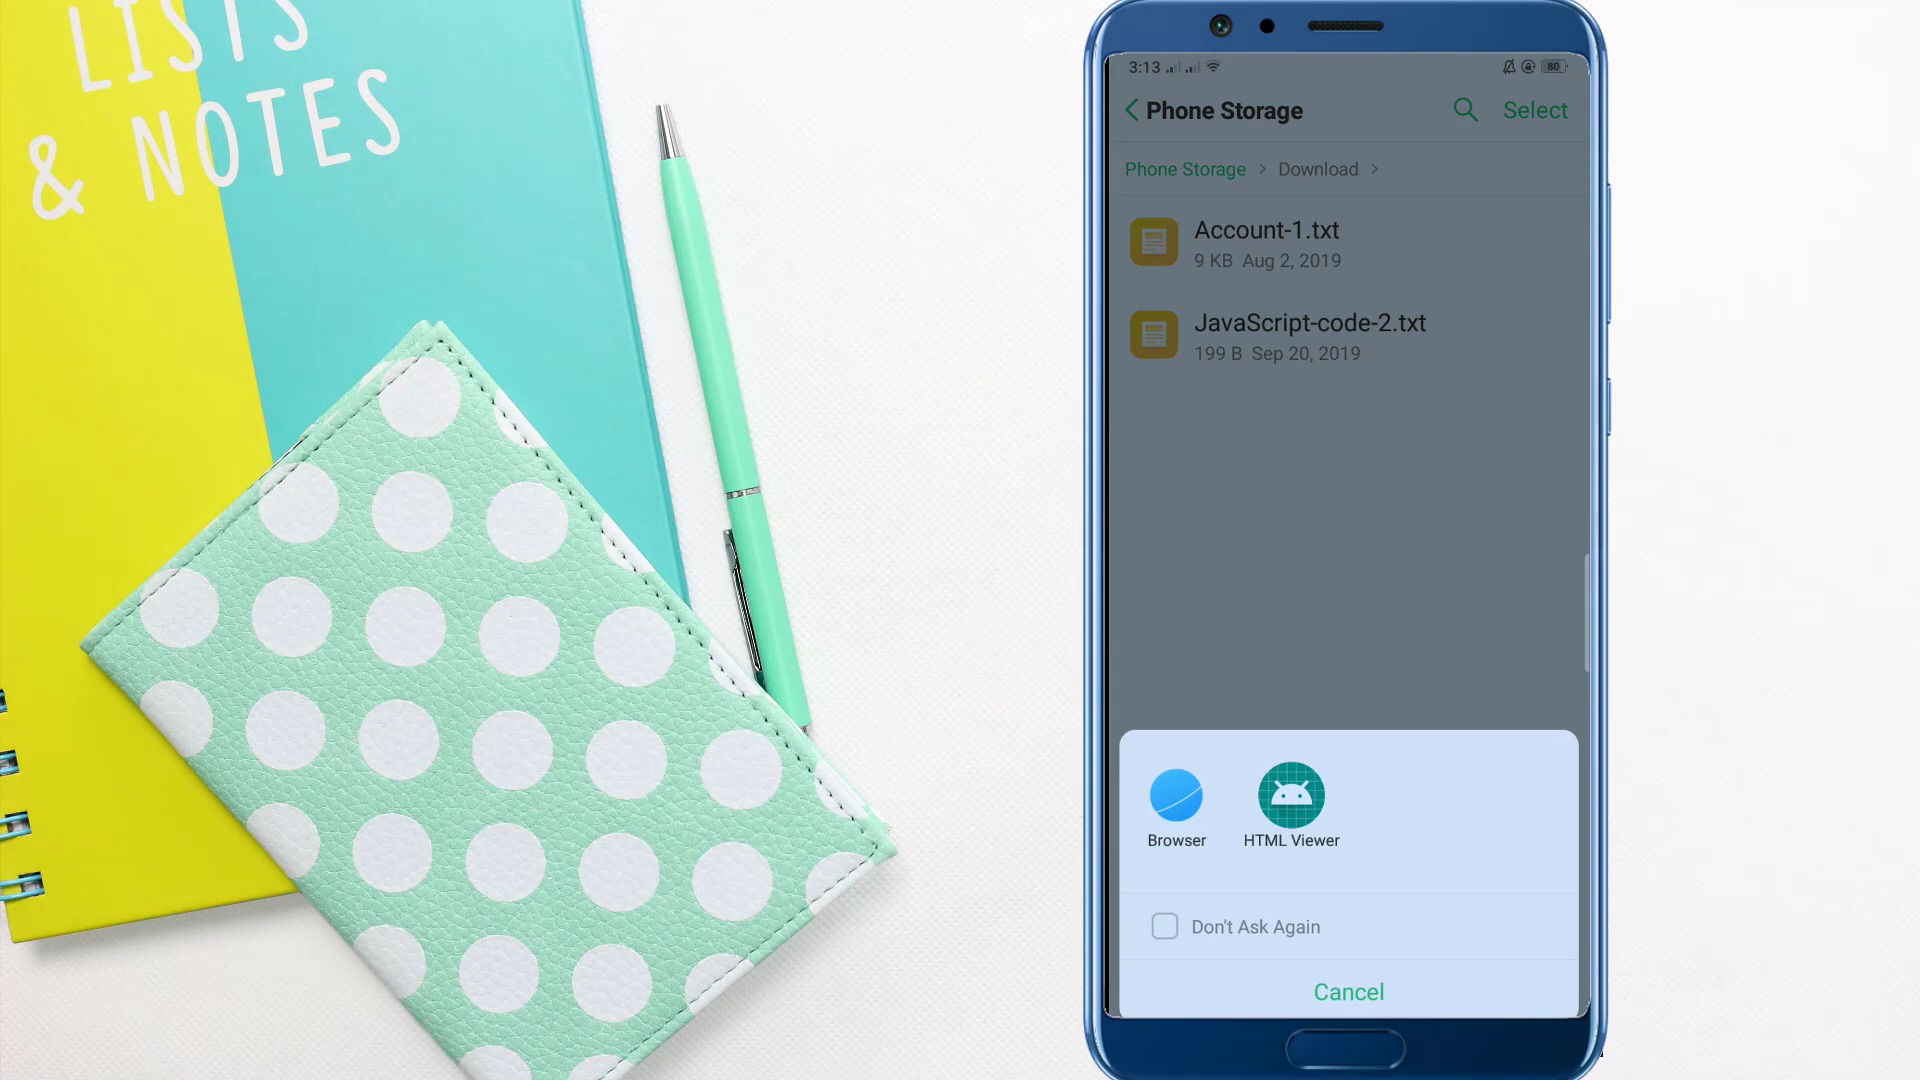 LISTS
& NOTES
3:13
80
Phone Storage
Select
Phone Storage > Download >
Account-1.txt
9 KB Aug 2, 2019
JavaScript-code-2.txt
199 B Sep 20, 2019
Browser
HTML Viewer
Don't Ask Again
Cancel